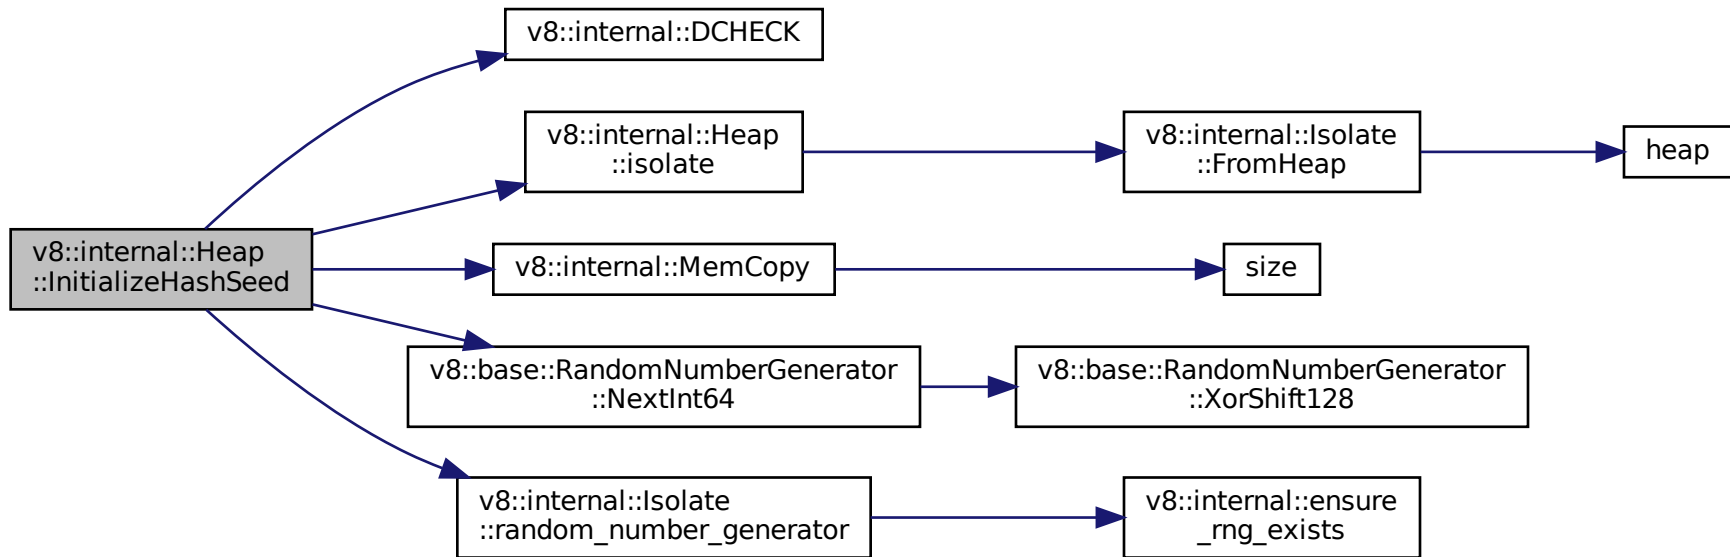 v8::internal::DCHECK
v8::internal::Heap
::isolate
v8::internal::Isolate
::FromHeap
heap
v8::internal::Heap
::InitializeHashSeed
v8::internal::MemCopy
size
v8::base::RandomNumberGenerator
::NextInt64
v8::base::RandomNumberGenerator
::XorShift128
v8::internal::Isolate
::random_number_generator
v8::internal::ensure
_rng_exists